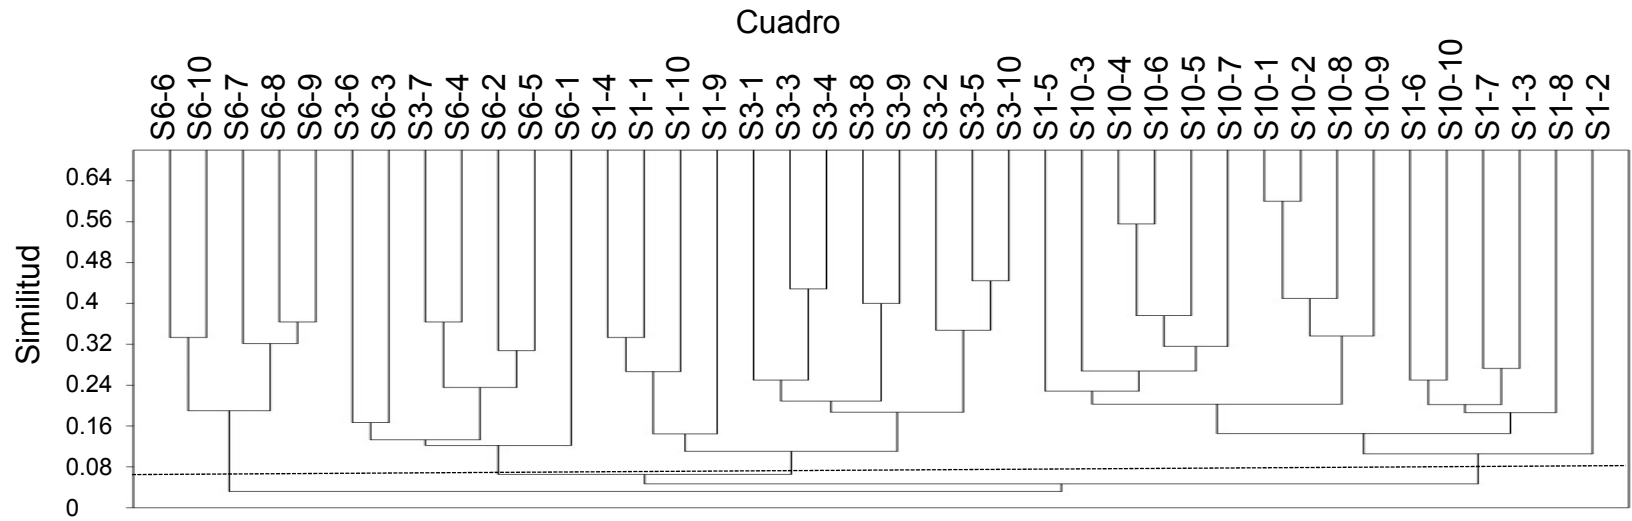 Cuadro
S6-6
S6-10
S6-7
S6-8
S6-9
S3-6
S6-3
S3-7
S6-4
S6-2
S6-5
S6-1
S1-4
S1-1
S1-10
S1-9
S3-1
S3-3
S3-4
S3-8
S3-9
S3-2
S3-5
S3-10
S1-5
S10-3
S10-4
S10-6
S10-5
S10-7
S10-1
S10-2
S10-8
S10-9
S1-6
S10-10
S1-7
S1-3
S1-8
S1-2
Similitud
0.64
0.56
0.48
0.4
0.32
0.24
0.16
0.08
0